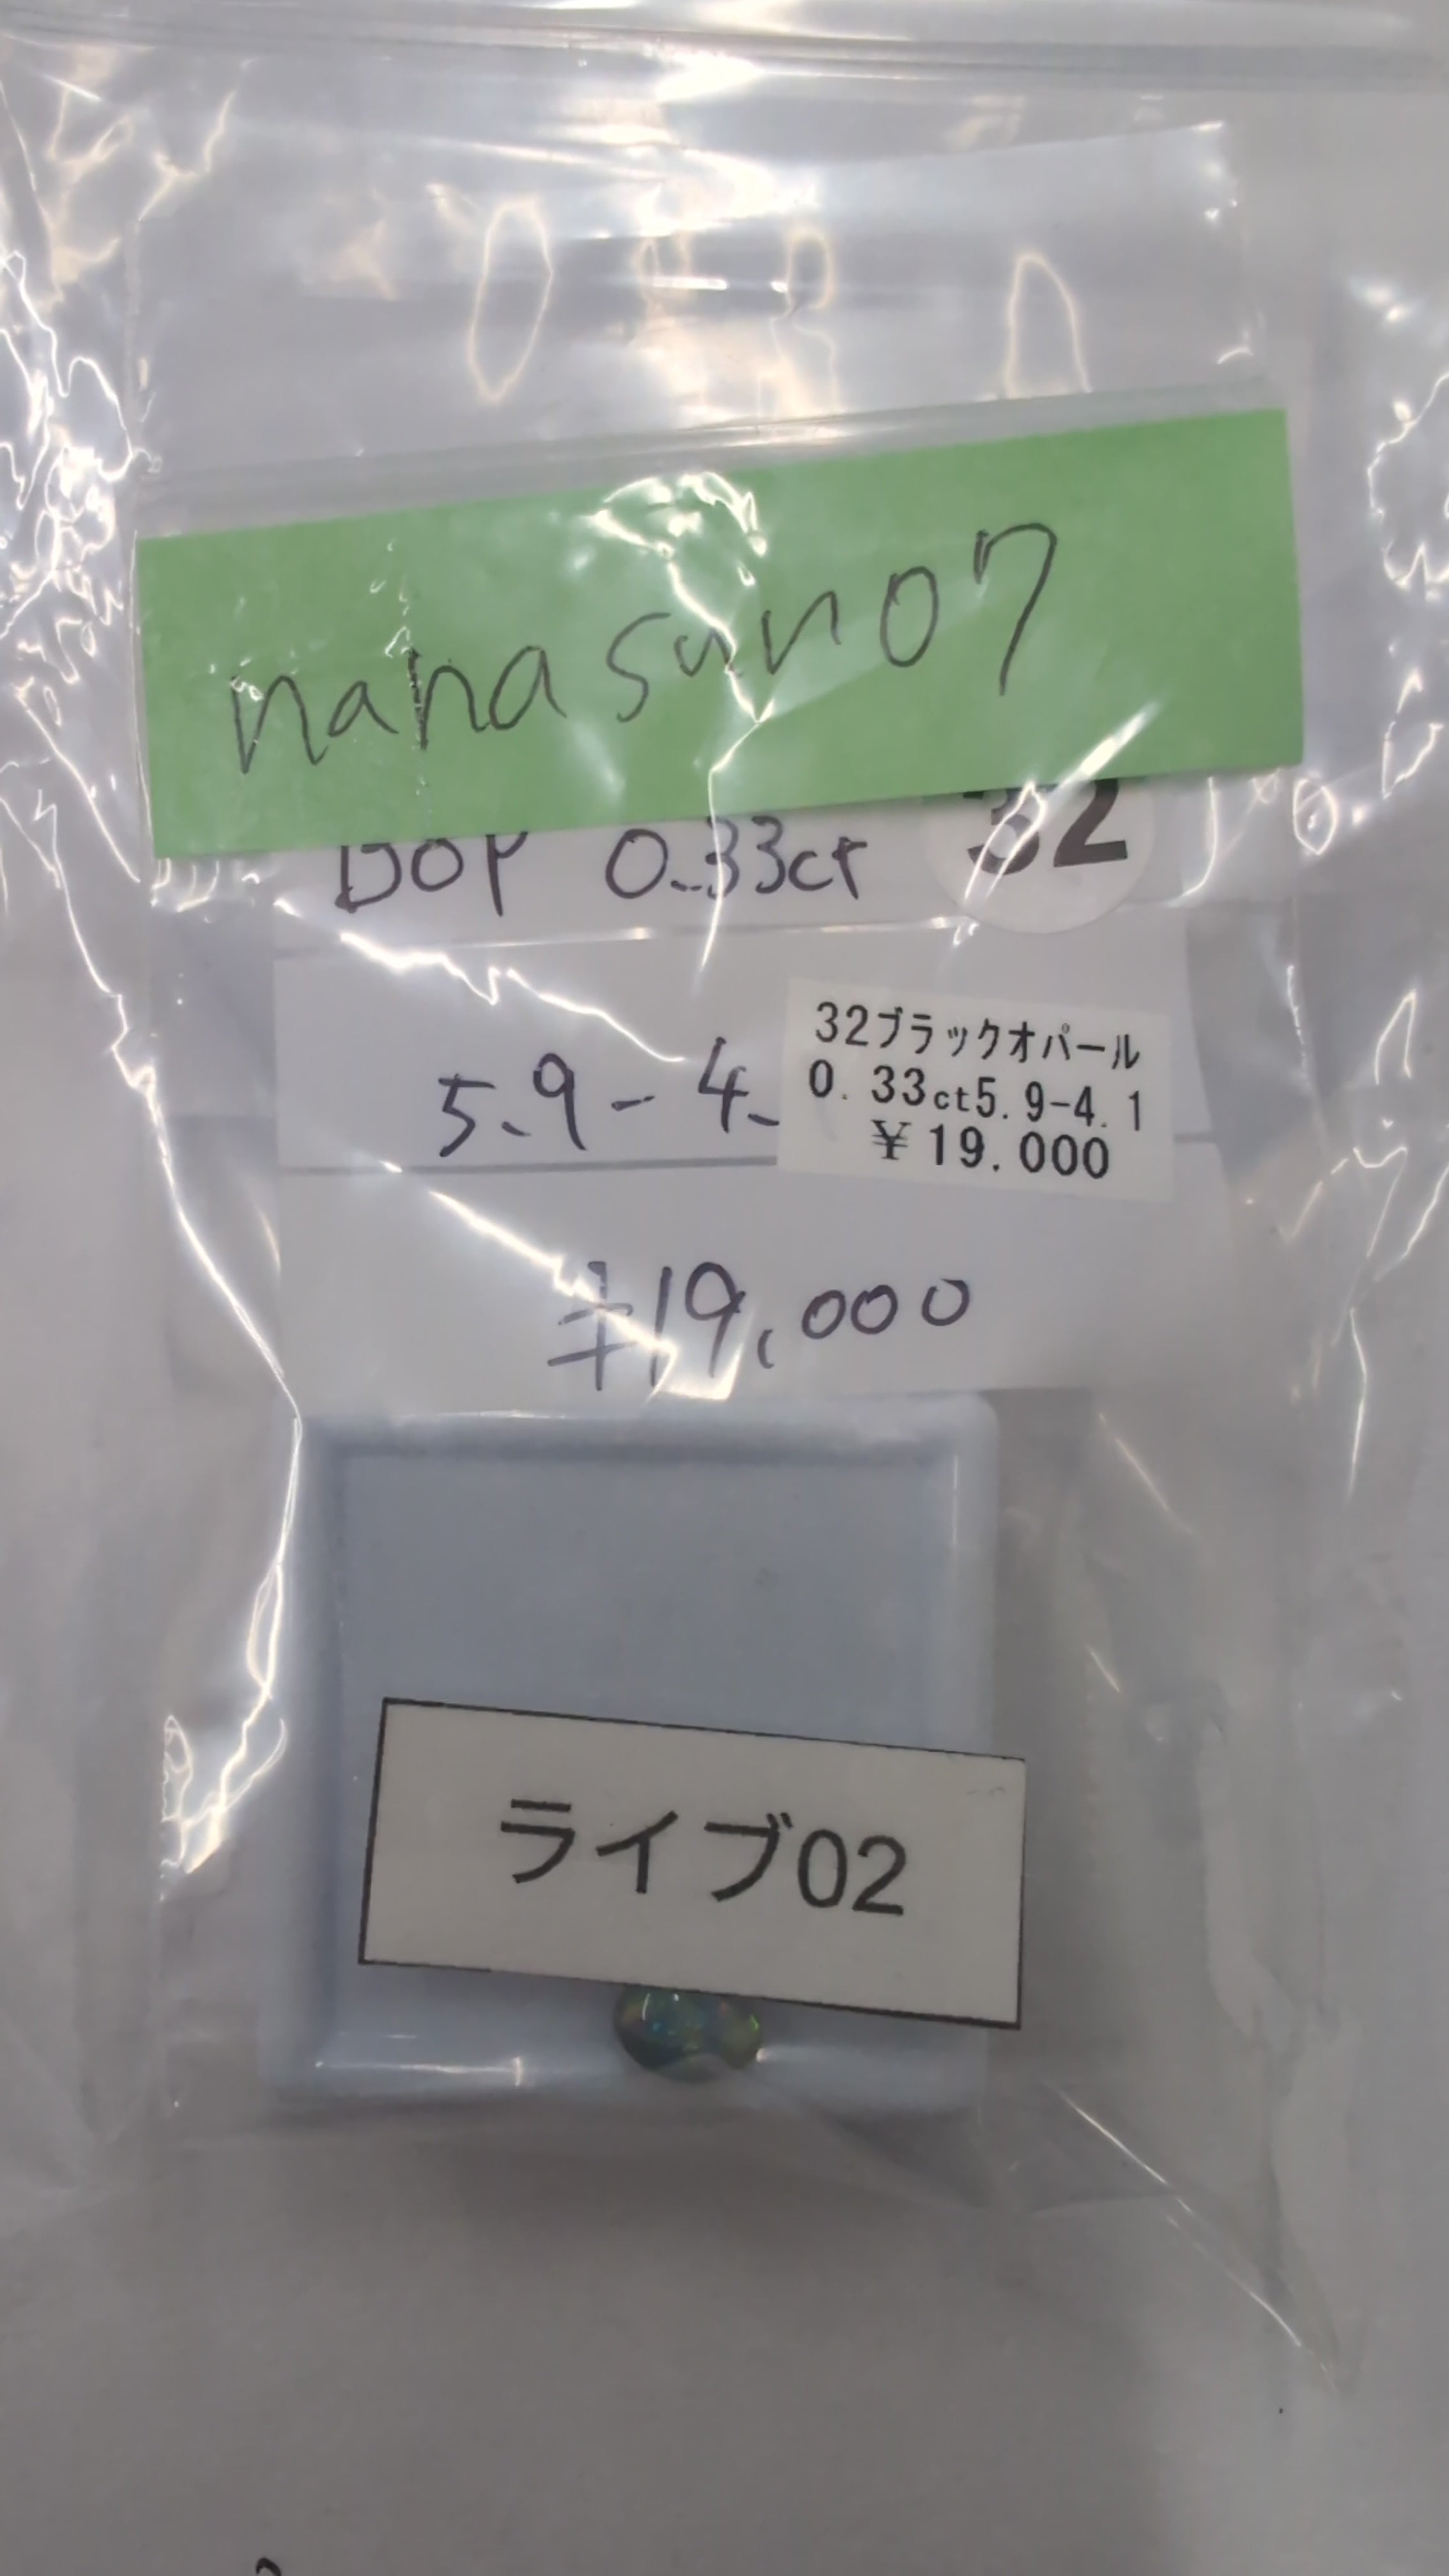 nanasun07
BOP 0.33ct 32
5.9-4.
32ブラックオパール
0.33ct5.9-4.1
¥19.000
¥19,000
ライブ02